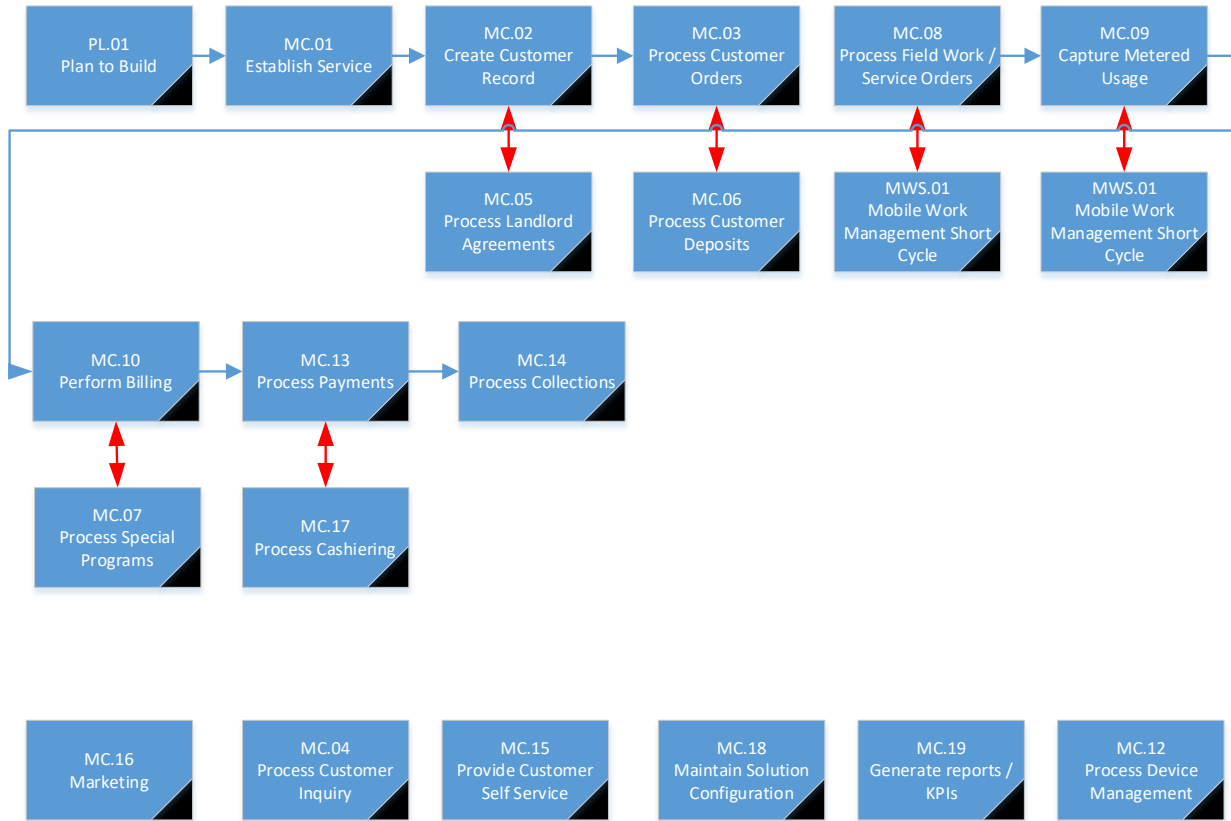 PL.01
Plan to Build
MC.01
Establish Service
MC.02
Create Customer
Record
MC.03
Process Customer
Orders
MC.08
Process Field Work /
Service Orders
MC.09
Capture Metered
Usage
MC.05
Process Landlord
Agreements
MC.06
Process Customer
Deposits
MWS.01
Mobile Work
Management Short
Cycle
MWS.01
Mobile Work
Management Short
Cycle
MC.10
Perform Billing
MC.13
Process Payments
MC.14
Process Collections
MC.07
Process Special
Programs
MC.17
Process Cashiering
MC.16
Marketing
MC.04
Process Customer
Inquiry
MC.15
Provide Customer
Self Service
MC.18
Maintain Solution
Configuration
MC.19
Generate reports /
KPIs
MC.12
Process Device
Management